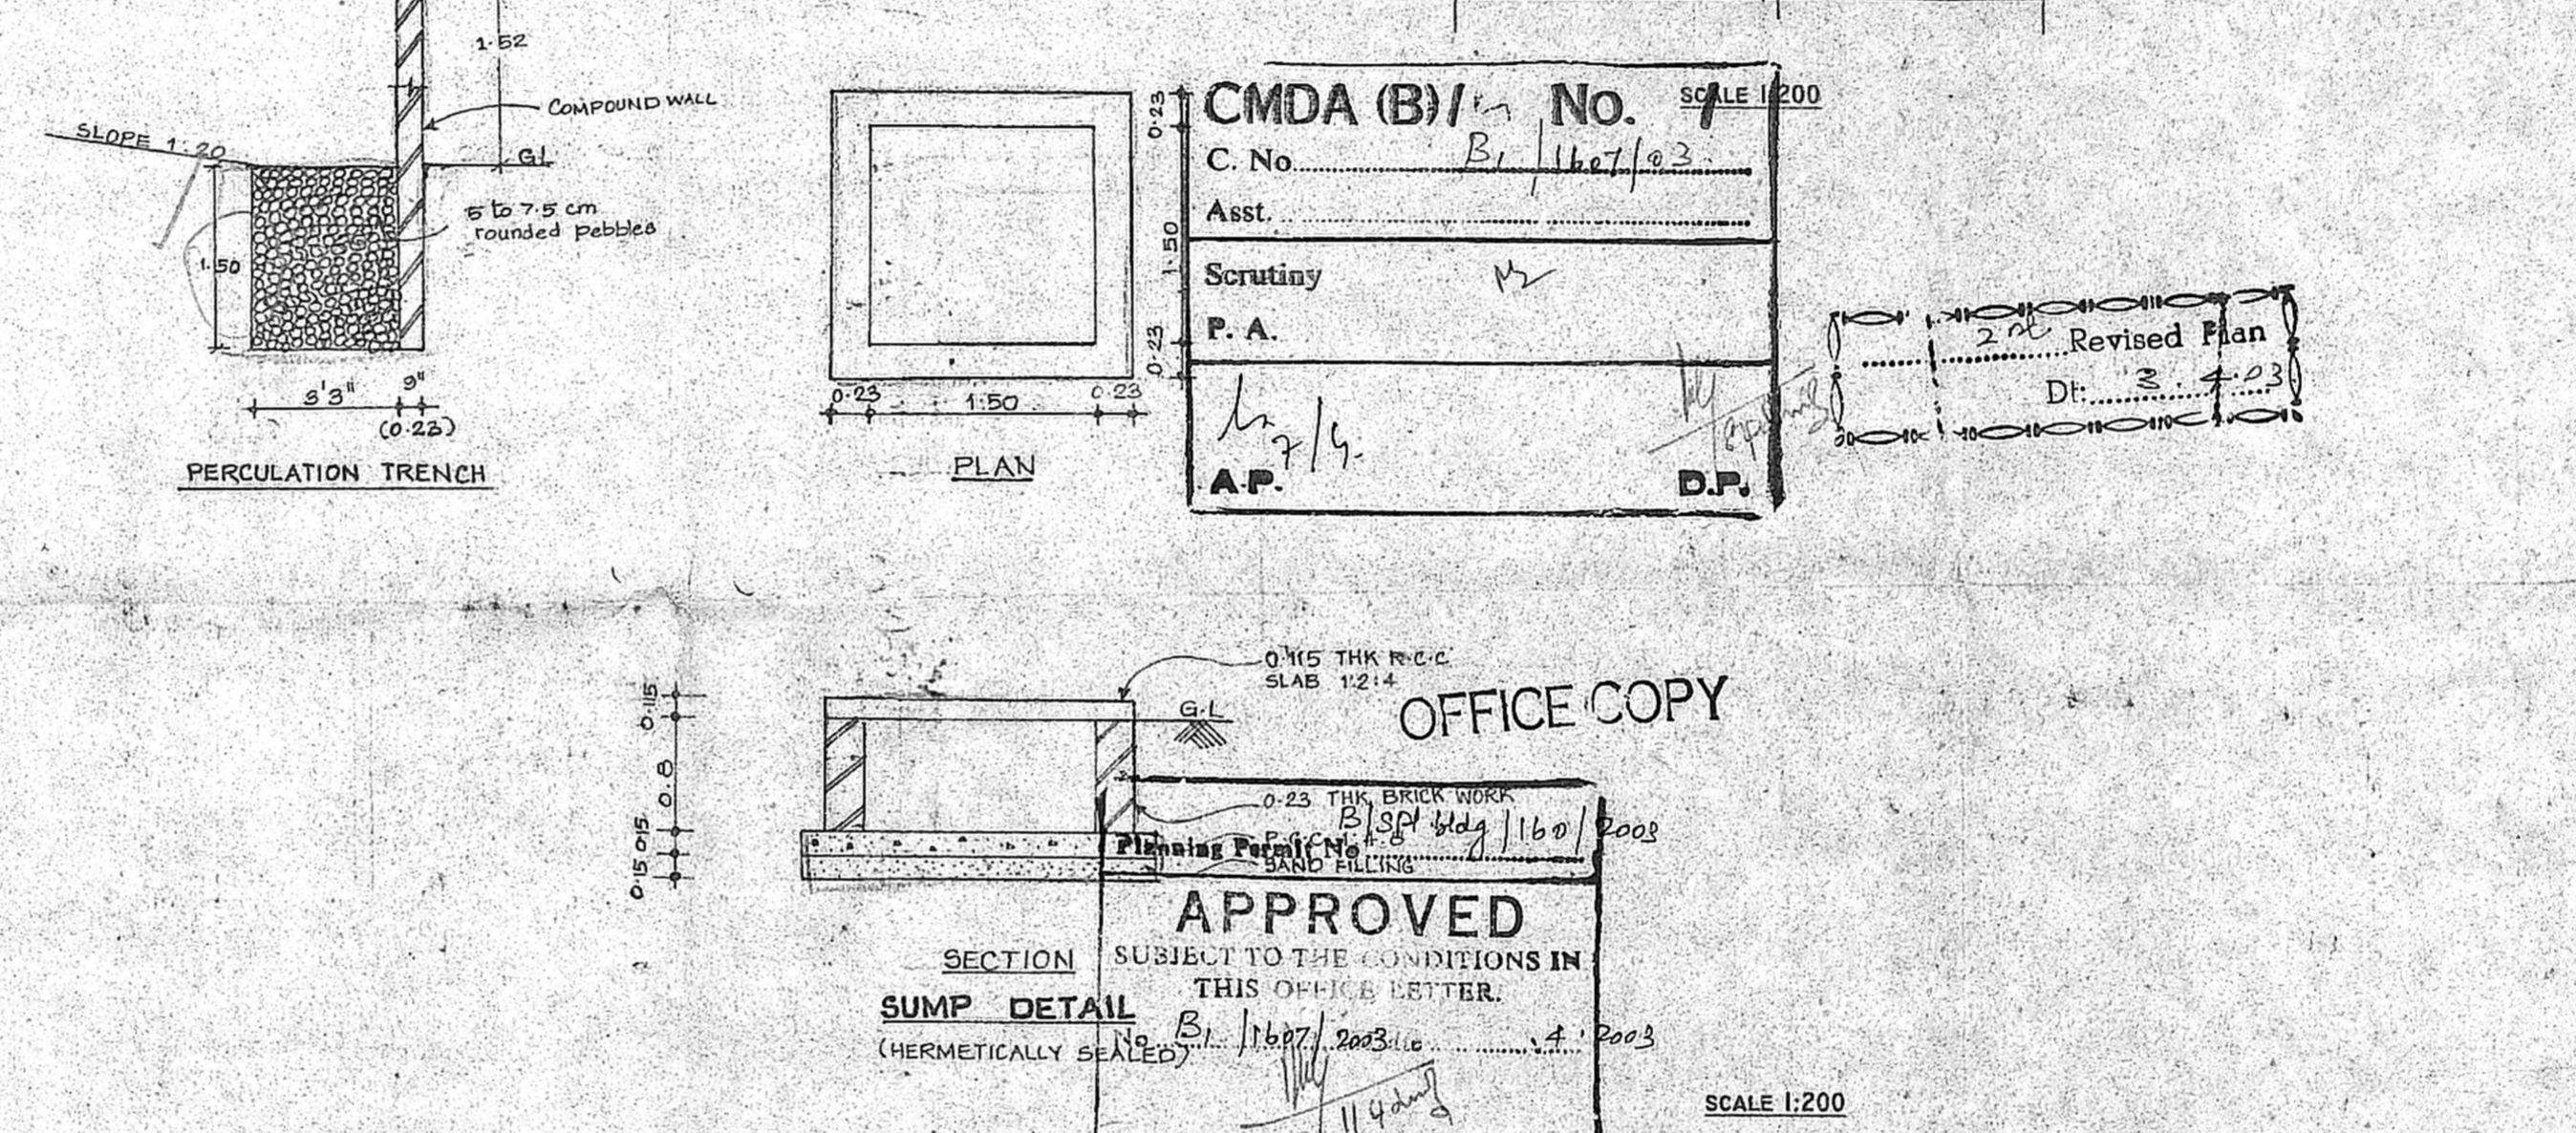 1.52
COMPOUND WALL
SLOPE 1:20
G.L
5 to 7.5 cm
rounded pebbles
1.50
3'3" 9"
(0.23)
PERCULATION TRENCH
0.23
1.50
0.23
0.23 1.50 0.23
PLAN
SCALE 1:200
CMDA (B)/ No.
C. No. B1/1607/03
Asst.
Scrutiny
P. A.
7/4
A.P. D.P.
2nd Revised Plan
Dt: 3.4.03
0.115 THK R.C.C
SLAB 1:2:4
G.L
OFFICE COPY
0.115
0.8
0.15
0.15
0.23 THK BRICK WORK
B/Spl bldg/160/2003
Planning Permit No
SAND FILLING
APPROVED
SUBJECT TO THE CONDITIONS IN
THIS OFFICE LETTER.
No B1/1607/2003 4 2003
SECTION
SUMP DETAIL
(HERMETICALLY SEALED)
SCALE 1:200